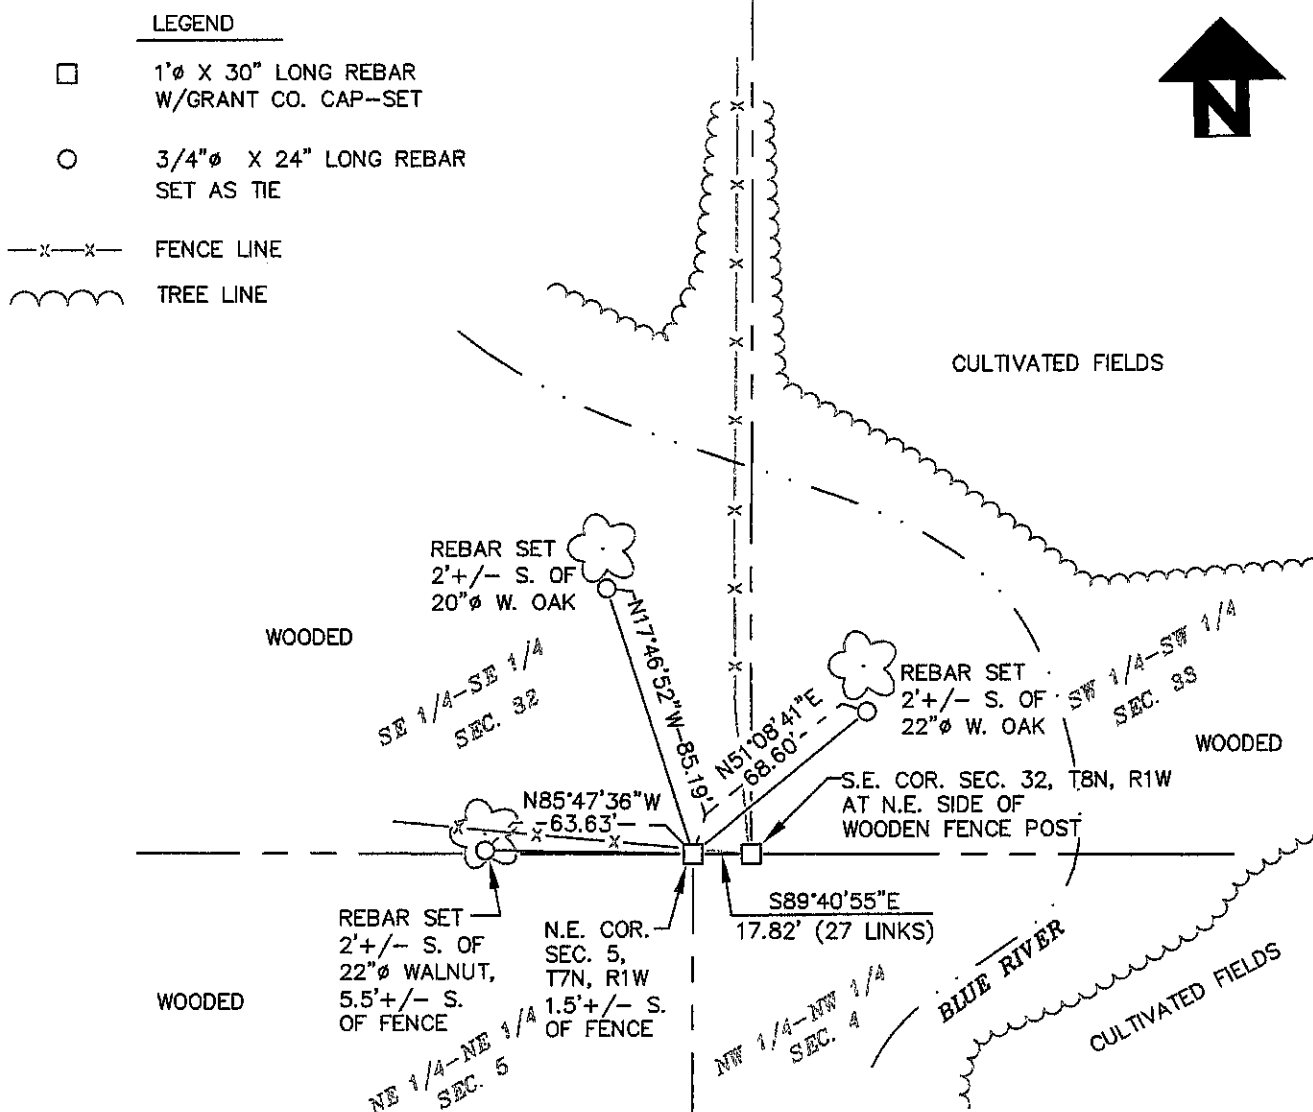 LEGEND
1'ø X 30" LONG REBAR
W/GRANT CO. CAP-SET
3/4"ø X 24" LONG REBAR
SET AS TIE
—x—x— FENCE LINE
TREE LINE
N
CULTIVATED FIELDS
REBAR SET
2'+/- S. OF
20"ø W. OAK
WOODED
SE 1/4-SE 1/4
SEC. 32
N17°46'52"W-85.19'
N51°08'41"E
68.60'
REBAR SET
2'+/- S. OF
22"ø W. OAK
SW 1/4-SW 1/4
SEC. 33
WOODED
S.E. COR. SEC. 32, T8N, R1W
AT N.E. SIDE OF
WOODEN FENCE POST
N85°47'36"W
63.63'
S89°40'55"E
17.82' (27 LINKS)
REBAR SET
2'+/- S. OF
22"ø WALNUT,
5.5'+/- S.
OF FENCE
N.E. COR.
SEC. 5,
T7N, R1W
1.5'+/- S.
OF FENCE
WOODED
NE 1/4-NE 1/4
SEC. 5
NW 1/4-NW 1/4
SEC. 4
BLUE RIVER
CULTIVATED FIELDS